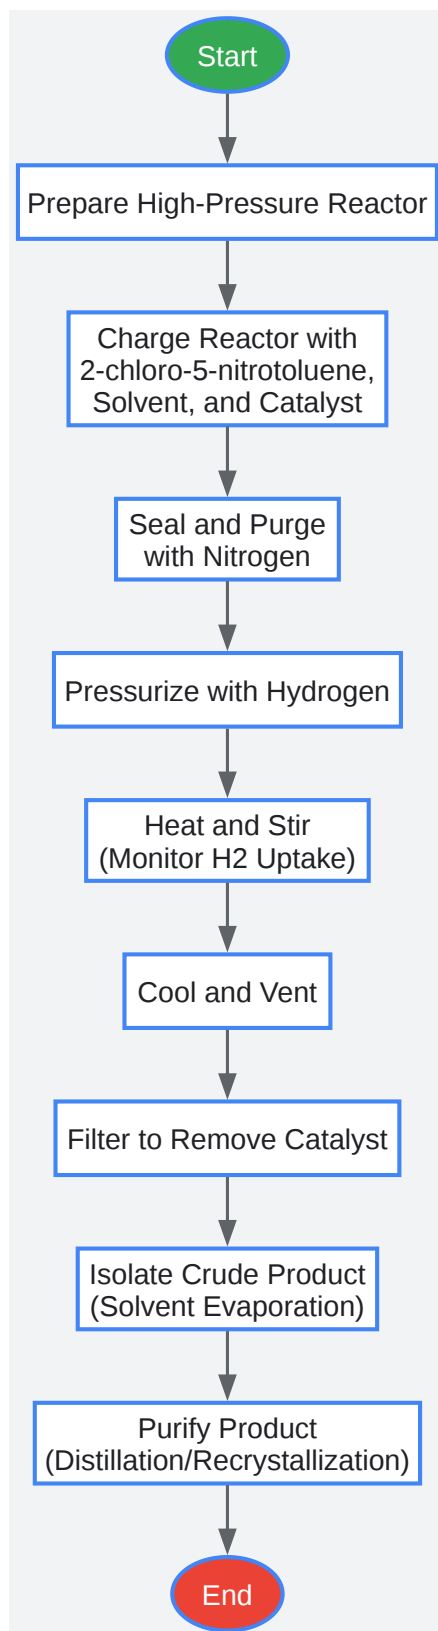 Start
Prepare High-Pressure Reactor
Charge Reactor with
2-chloro-5-nitrotoluene,
Solvent, and Catalyst
Seal and Purge
with Nitrogen
Pressurize with Hydrogen
Heat and Stir
(Monitor H2 Uptake)
Cool and Vent
Filter to Remove Catalyst
Isolate Crude Product
(Solvent Evaporation)
Purify Product
(Distillation/Recrystallization)
End